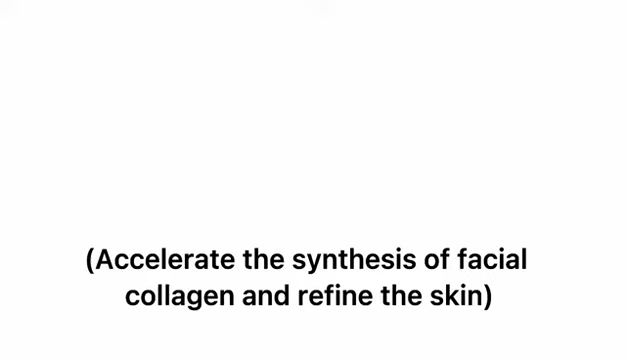 (Accelerate the synthesis of facial
collagen and refine the skin)